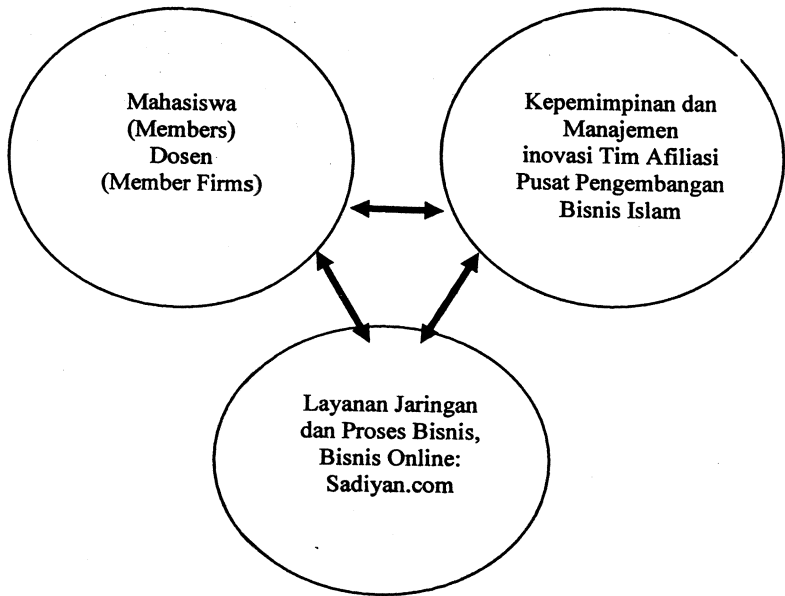 Mahasiswa
(Members)
Dosen
(Member Firms)
Kepemimpinan dan
Manajemen
inovasi Tim Afiliasi
Pusat Pengembangan
Bisnis Islam
Layanan Jaringan
dan Proses Bisnis,
Bisnis Online:
Sadiyan.com